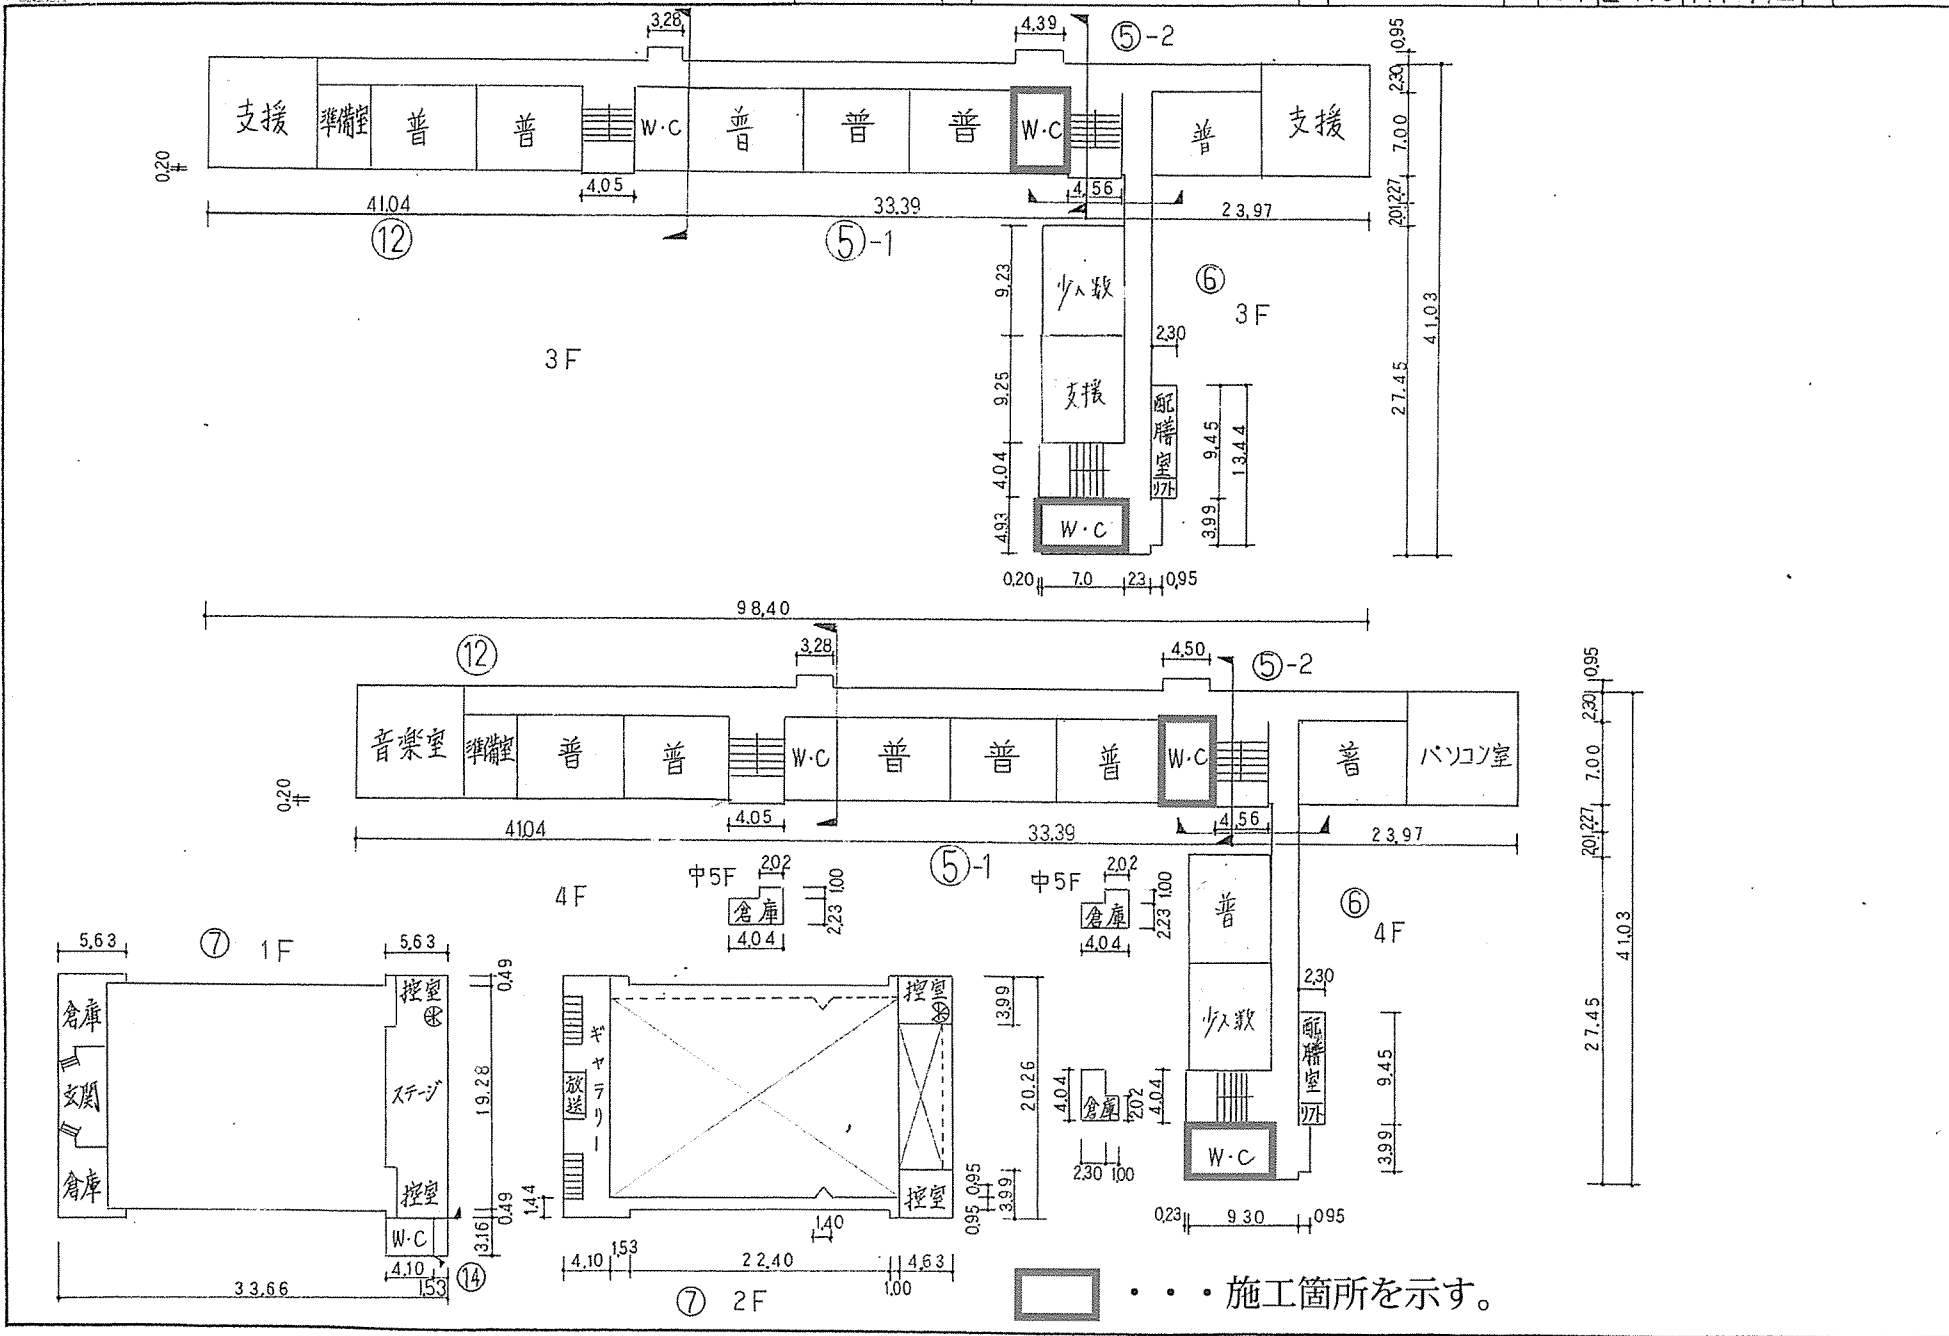 3,28
4,39
⑤-2
0,95
支援
準備室
普
普
W·C
普
普
普
W·C
普
支援
2,30
7,00
0,20
4,05
4,56
2,27
2,01
41,04
33,39
23,97
⑫
⑤-1
9,23
少人数
⑥
3F
3F
2,30
41,03
27,45
9,25
支援
配膳室
リフト
9,45
13,44
4,04
4,93
W·C
3,99
0,20
7.0
2,3
0,95
98,40
⑫
3,28
4,50
⑤-2
0,95
音楽室
準備室
普
普
W·C
普
普
普
W·C
普
パソコン室
2,30
7,00
0,20
4,05
4,56
2,27
2,01
41,04
33,39
23,97
⑤-1
4F
中5F
2,02
1,00
倉庫
2,23
4,04
中5F
2,02
1,00
倉庫
2,23
4,04
普
⑥
4F
41,03
27,45
少人数
2,30
配膳室
リフト
9,45
4,04
倉庫
2,02
4,04
2,30
1,00
W·C
3,99
0,23
9,30
0,95
⑦ 1F
5,63
5,63
0,49
倉庫
控室
玄関
ステージ
19,28
倉庫
控室
0,49
W·C
3,16
4,10
1,53
⑭
33,66
ギャラリー
放送
控室
3,99
20,26
控室
0,95
0,95
3,99
1,44
1,40
4,10
1,53
22,40
1,00
4,63
⑦ 2F
・・・施工箇所を示す。